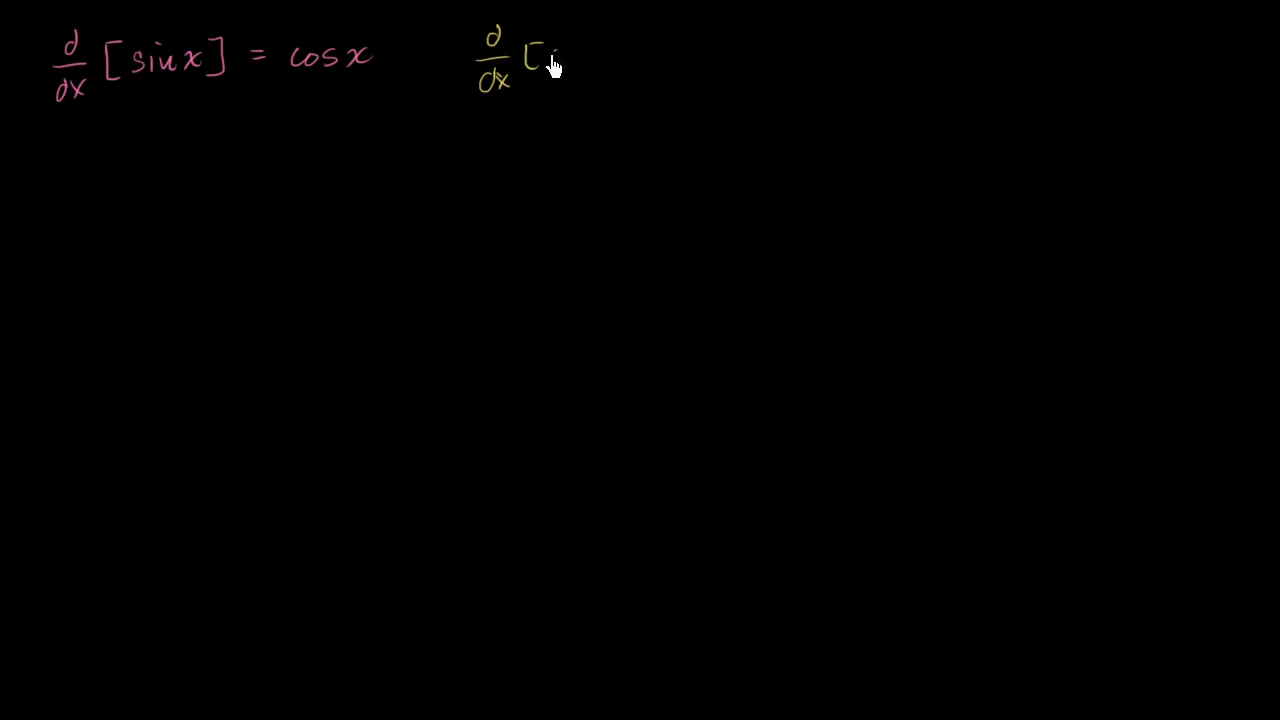 d/dx [sin x] = cos x    d/dx [